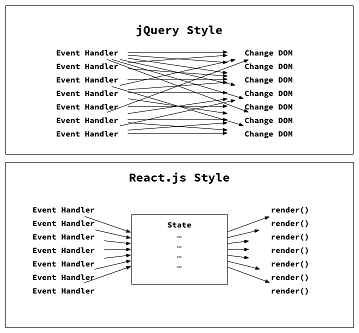 jQuery Style
Event Handler Change DOM
Event Handler Change DOM
Event Handler Change DOM
Event Handler Change DOM
Event Handler Change DOM
Event Handler Change DOM
Event Handler Change DOM
React.js Style
Event Handler render()
Event Handler State render()
Event Handler ... render()
Event Handler ... render()
Event Handler ... render()
Event Handler render()
Event Handler render()